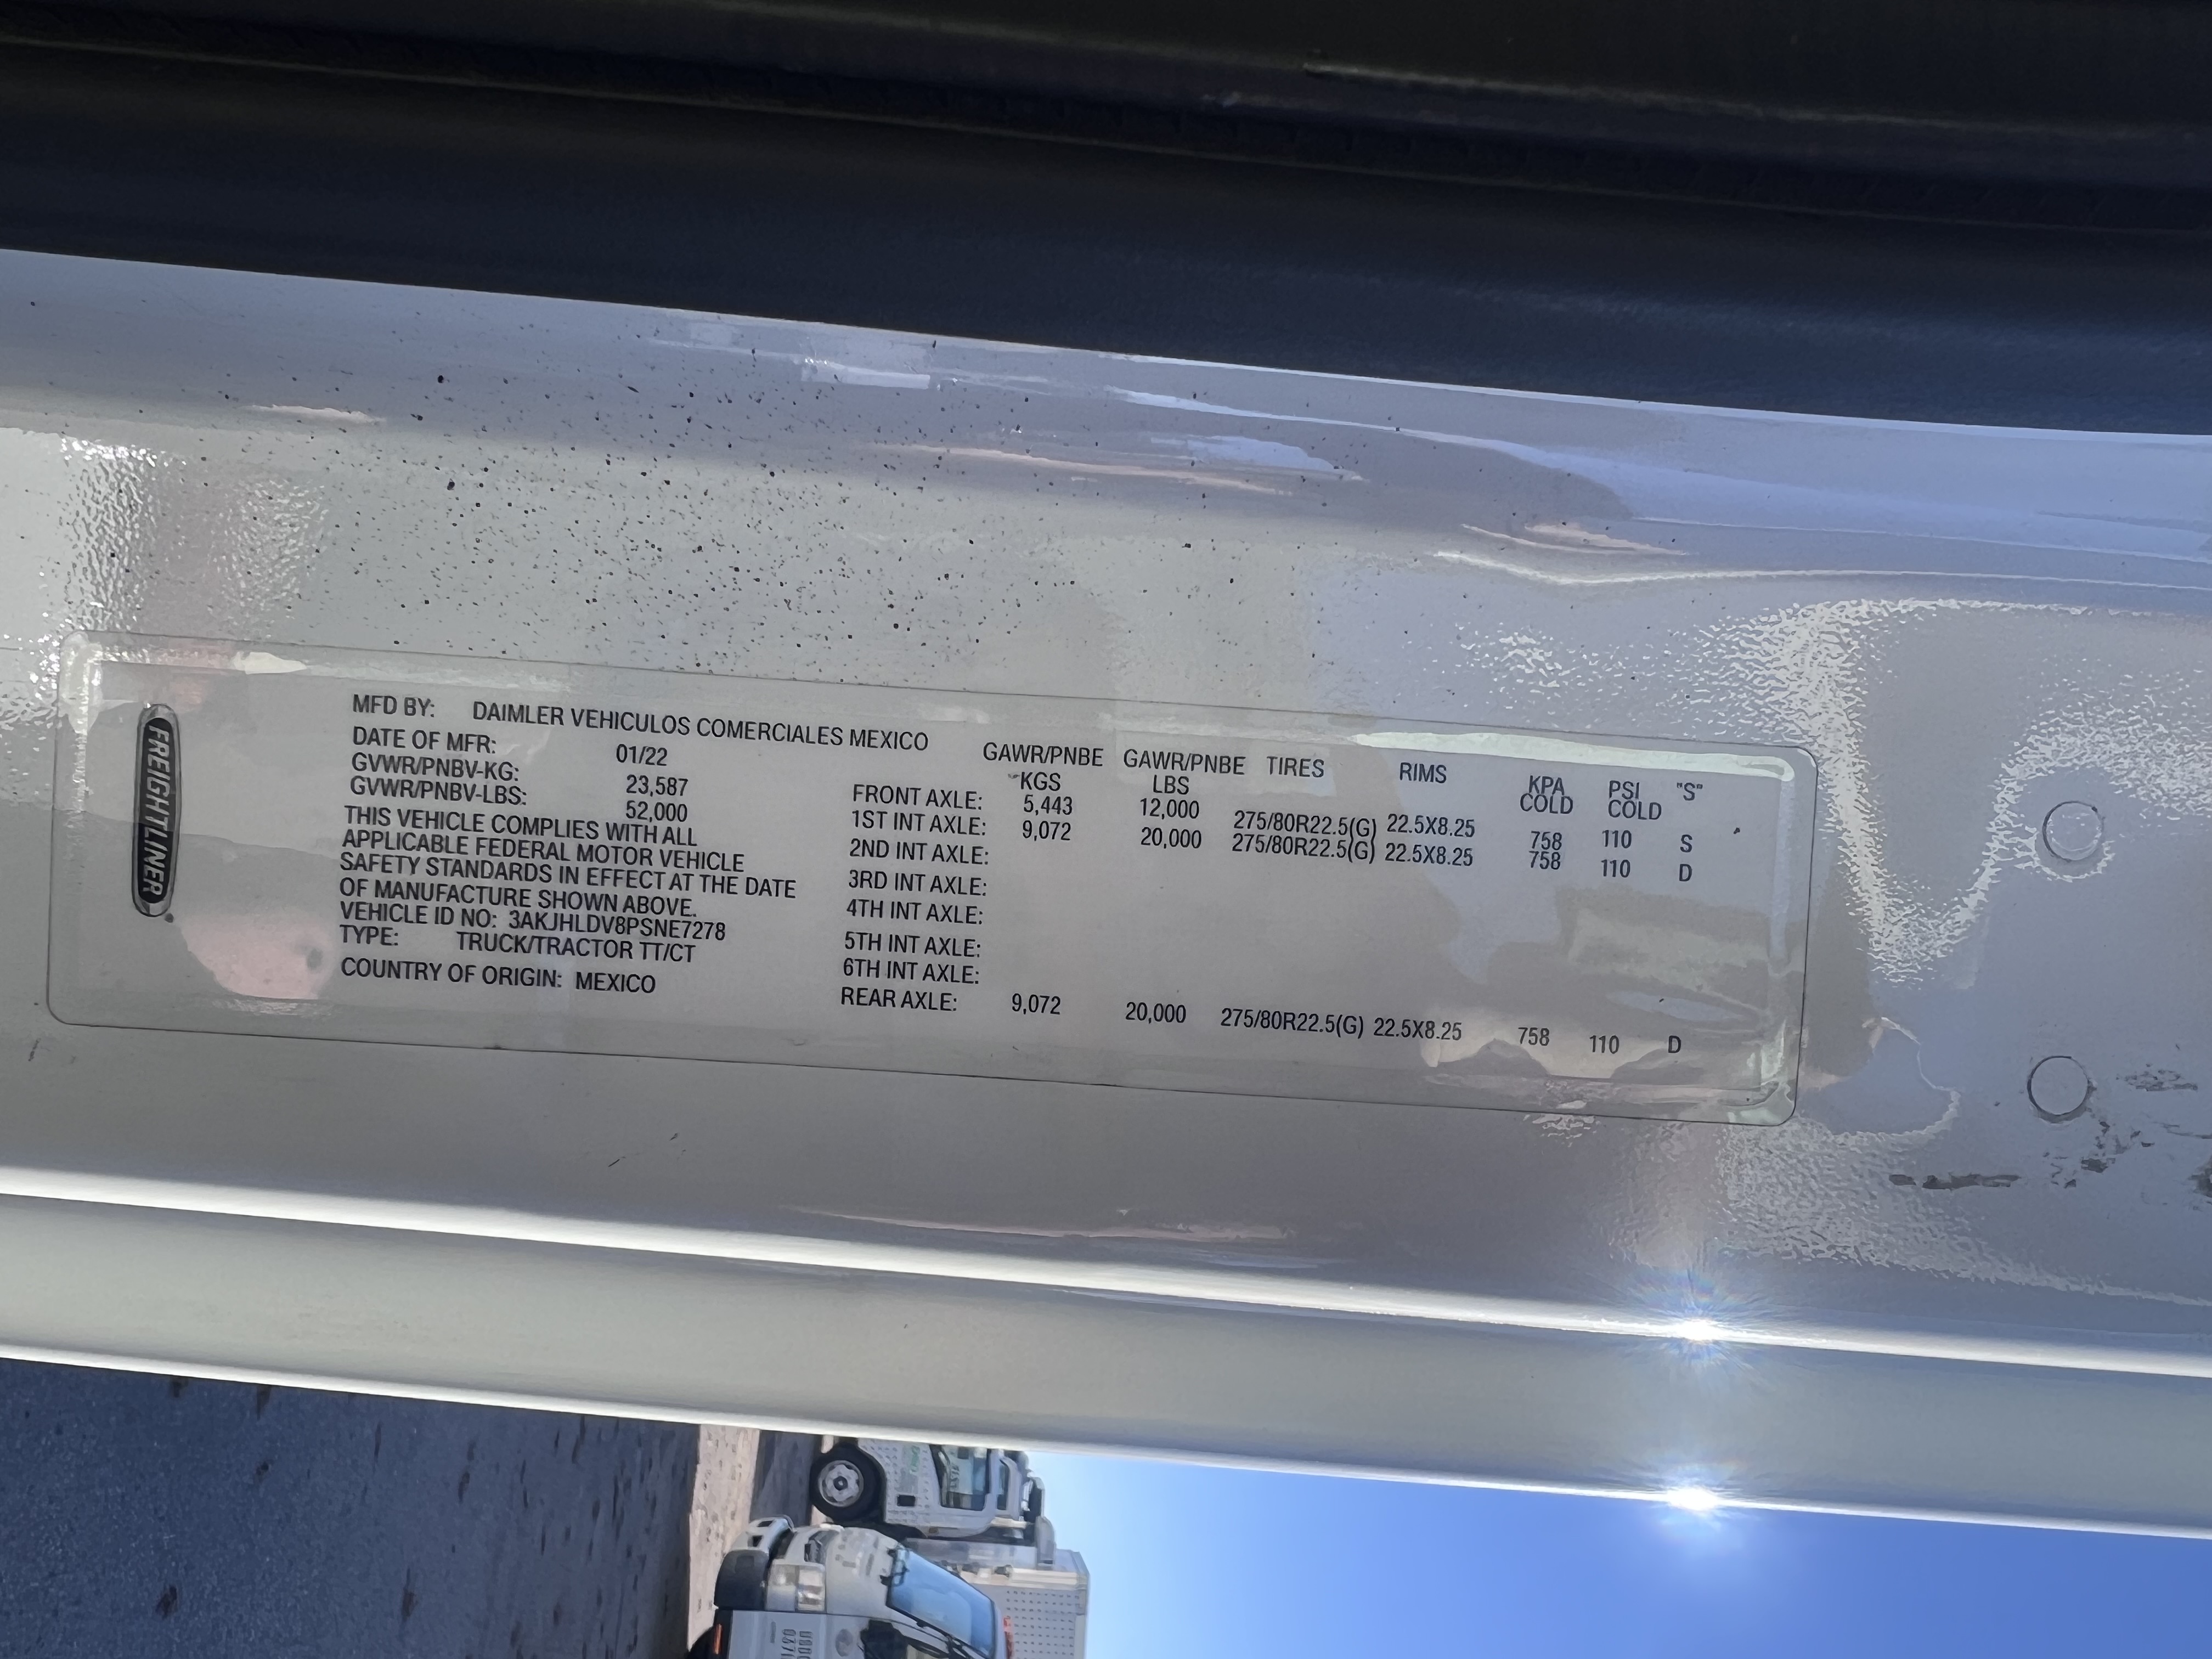 FREIGHTLINER
MFD BY: DAIMLER VEHICULOS COMERCIALES MEXICO
DATE OF MFR: 01/22
GVWR/PNBV-KG: 23,587
GVWR/PNBV-LBS: 52,000
THIS VEHICLE COMPLIES WITH ALL
APPLICABLE FEDERAL MOTOR VEHICLE
SAFETY STANDARDS IN EFFECT AT THE DATE
OF MANUFACTURE SHOWN ABOVE.
VEHICLE ID NO: 3AKJHLDV8PSNE7278
TYPE: TRUCK/TRACTOR TT/CT
COUNTRY OF ORIGIN: MEXICO
GAWR/PNBE GAWR/PNBE TIRES RIMS KPA PSI "S"
KGS LBS COLD COLD
FRONT AXLE: 5,443 12,000 275/80R22.5(G) 22.5X8.25 758 110 S
1ST INT AXLE: 9,072 20,000 275/80R22.5(G) 22.5X8.25 758 110 D
2ND INT AXLE:
3RD INT AXLE:
4TH INT AXLE:
5TH INT AXLE:
6TH INT AXLE:
REAR AXLE: 9,072 20,000 275/80R22.5(G) 22.5X8.25 758 110 D